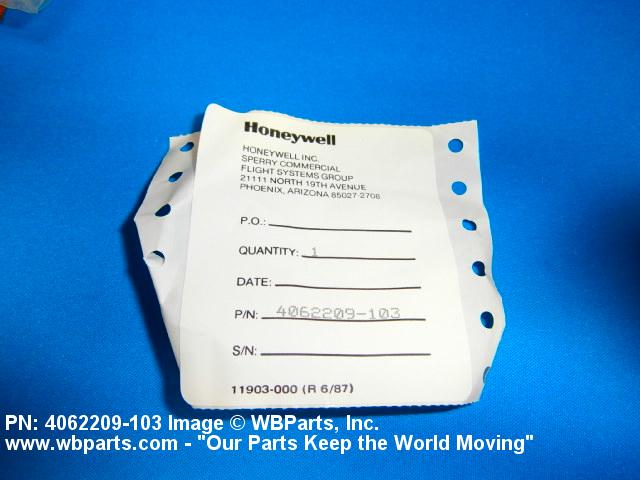 Honeywell
HONEYWELL INC.
SPERRY COMMERCIAL
FLIGHT SYSTEMS GROUP
21111 NORTH 19TH AVENUE
PHOENIX, ARIZONA 85027-2708
P.O.:
QUANTITY: 1
DATE:
P/N: 4062209-103
S/N:
11903-000 (R 6/87)
PN: 4062209-103 Image © WBParts, Inc.
www.wbparts.com - "Our Parts Keep the World Moving"